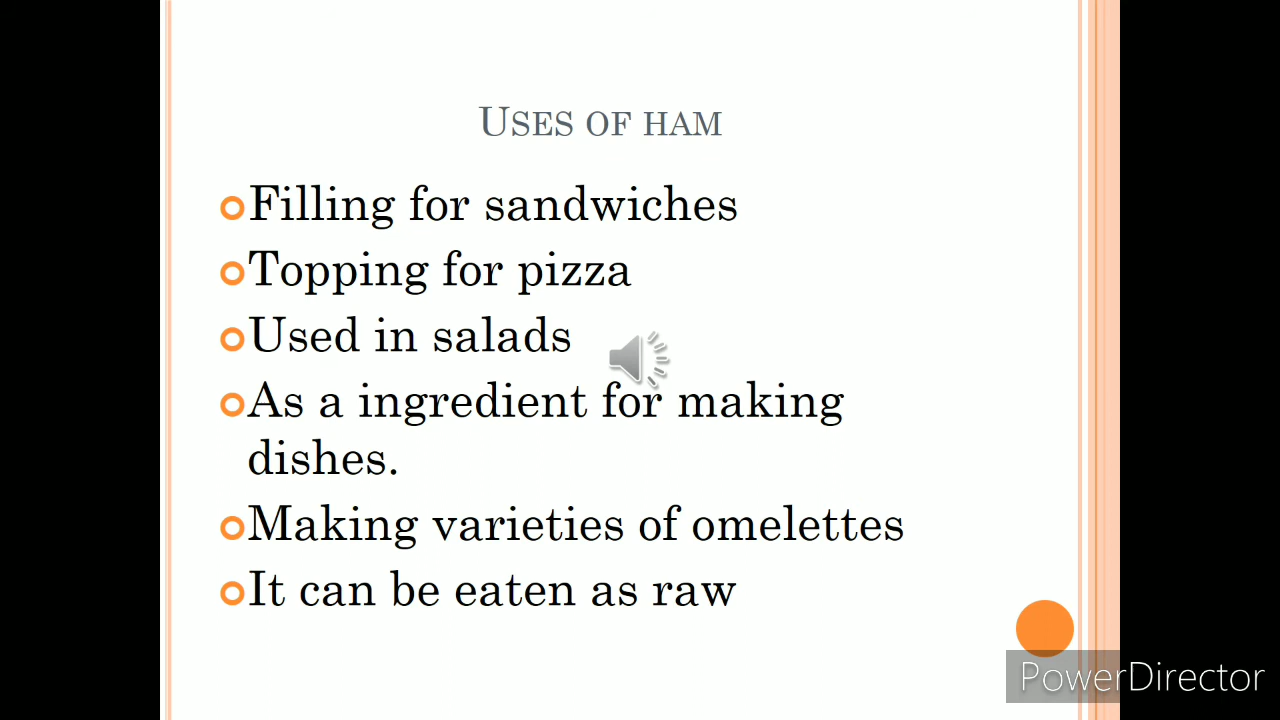 USES OF HAM
Filling for sandwiches
Topping for pizza
Used in salads
As a ingredient for making
dishes.
Making varieties of omelettes
It can be eaten as raw
PowerDirector